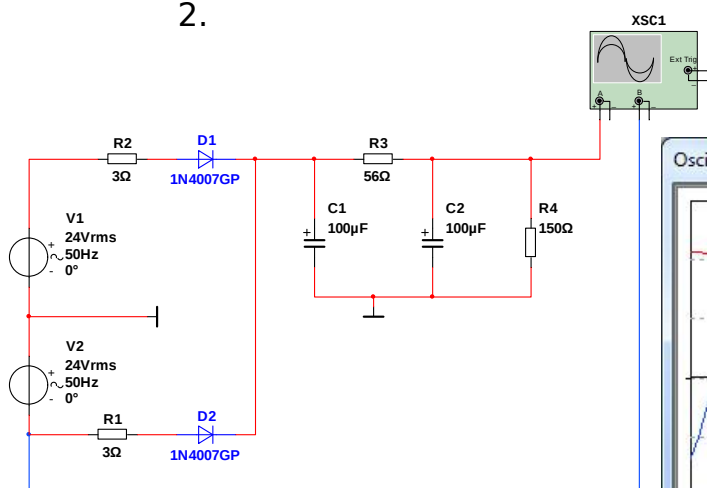 2.
XSC1
Ext Trig
+
_
A
B
+
_
+
_
R2
3Ω
D1
1N4007GP
R3
56Ω
V1
24Vrms
50Hz
0°
+
-
C1
100µF
+
C2
100µF
+
R4
150Ω
V2
24Vrms
50Hz
0°
+
-
R1
3Ω
D2
1N4007GP
Osci